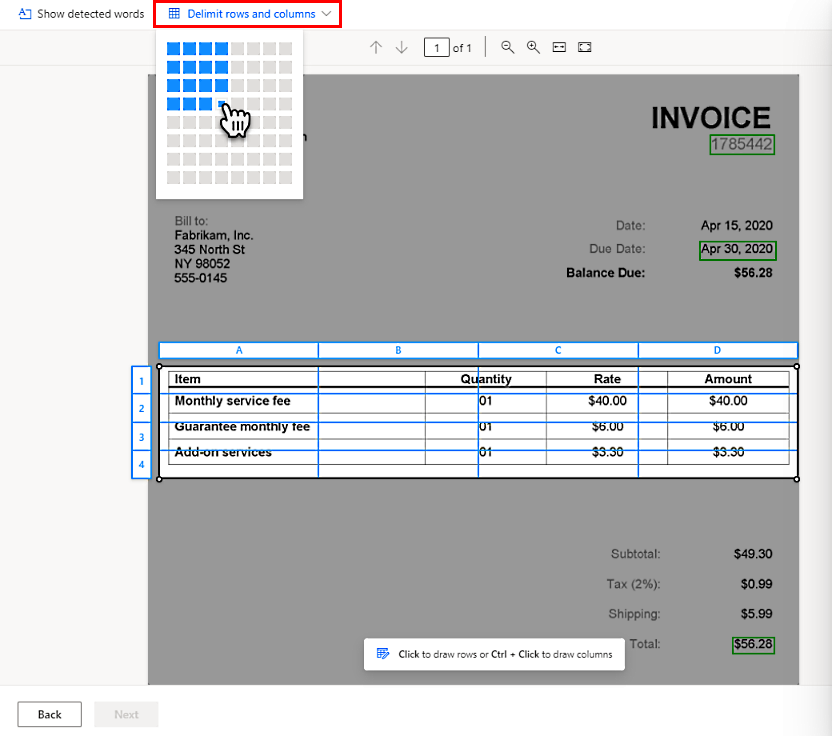 Show detected words Delimit rows and columns
1 of 1
INVOICE
1785442
Bill to:
Fabrikam, Inc.
345 North St
NY 98052
555-0145
Date: Apr 15, 2020
Due Date: Apr 30, 2020
Balance Due: $56.28
A B C D
1 Item Quantity Rate Amount
2 Monthly service fee 01 $40.00 $40.00
3 Guarantee monthly fee 01 $6.00 $6.00
4 Add-on services 01 $3.30 $3.30
Subtotal: $49.30
Tax (2%): $0.99
Shipping: $5.99
Total: $56.28
Click to draw rows or Ctrl + Click to draw columns
Back Next